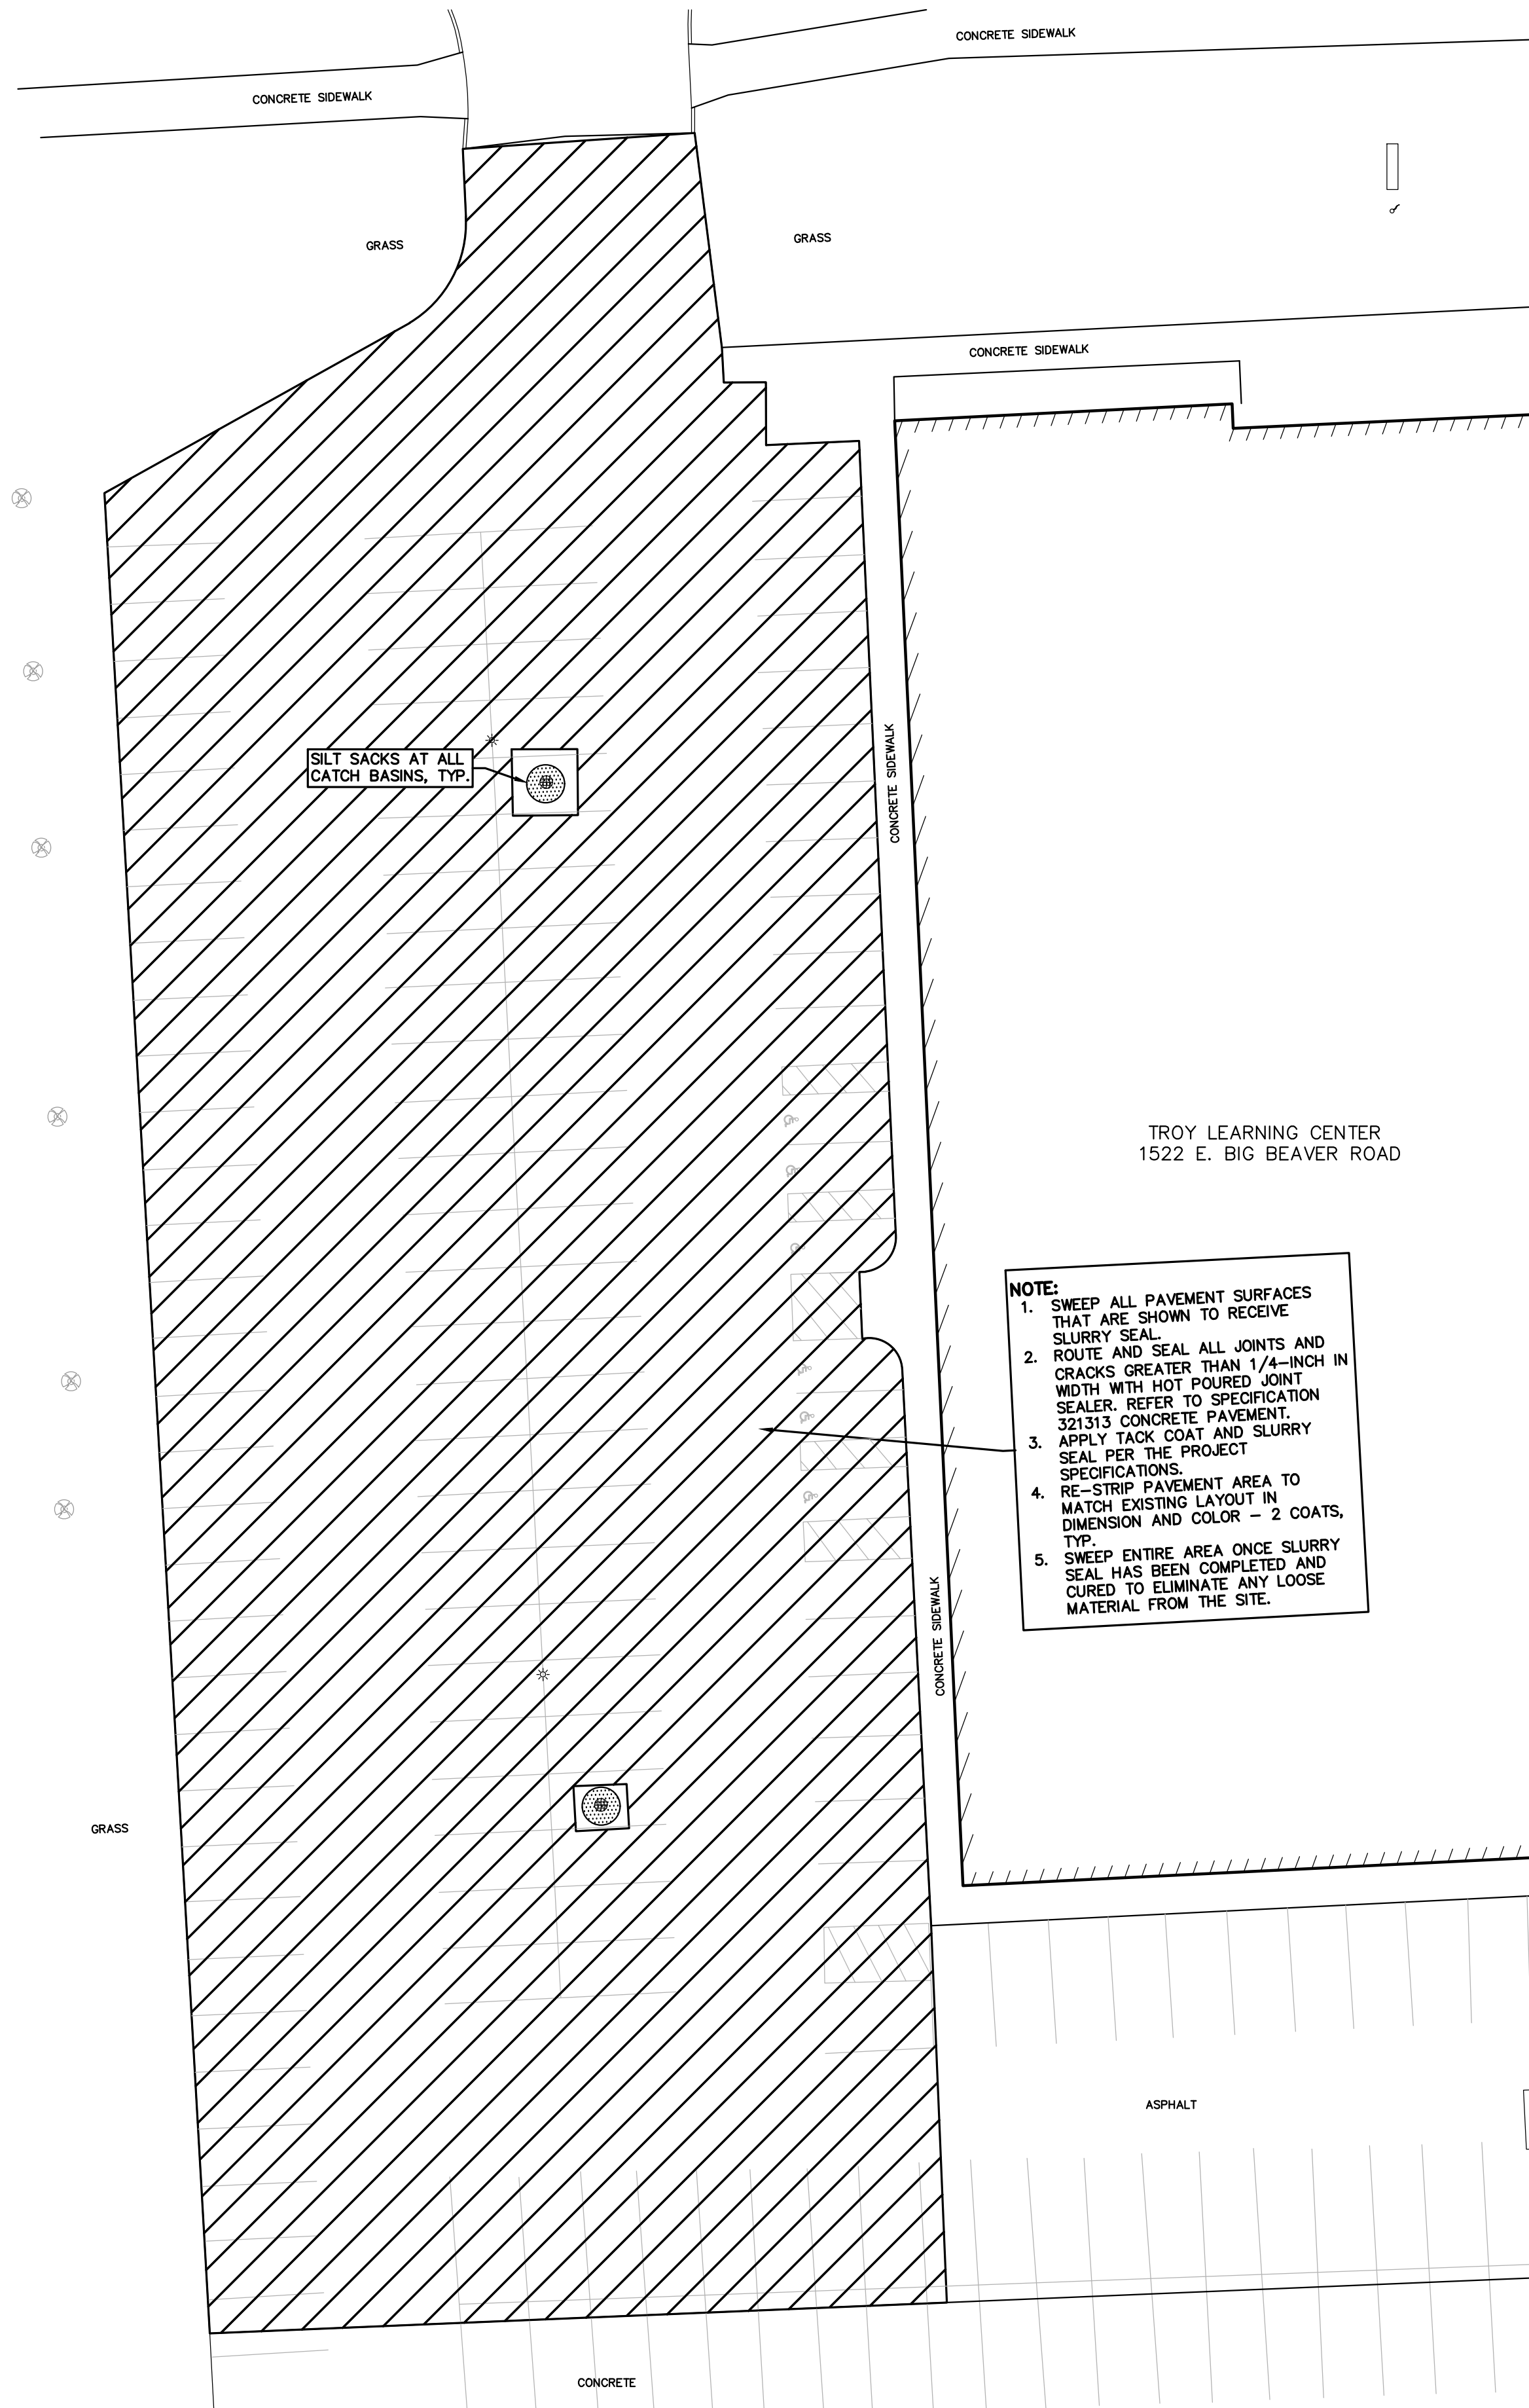 CONCRETE SIDEWALK
CONCRETE SIDEWALK
GRASS
GRASS
CONCRETE SIDEWALK
SILT SACKS AT ALL
CATCH BASINS, TYP.
CONCRETE SIDEWALK
TROY LEARNING CENTER
1522 E. BIG BEAVER ROAD
NOTE:
1. SWEEP ALL PAVEMENT SURFACES
THAT ARE SHOWN TO RECEIVE
SLURRY SEAL.
2. ROUTE AND SEAL ALL JOINTS AND
CRACKS GREATER THAN 1/4-INCH IN
WIDTH WITH HOT POURED JOINT
SEALER. REFER TO SPECIFICATION
321313 CONCRETE PAVEMENT.
3. APPLY TACK COAT AND SLURRY
SEAL PER THE PROJECT
SPECIFICATIONS.
4. RE-STRIP PAVEMENT AREA TO
MATCH EXISTING LAYOUT IN
DIMENSION AND COLOR - 2 COATS,
TYP.
5. SWEEP ENTIRE AREA ONCE SLURRY
SEAL HAS BEEN COMPLETED AND
CURED TO ELIMINATE ANY LOOSE
MATERIAL FROM THE SITE.
CONCRETE SIDEWALK
GRASS
ASPHALT
CONCRETE